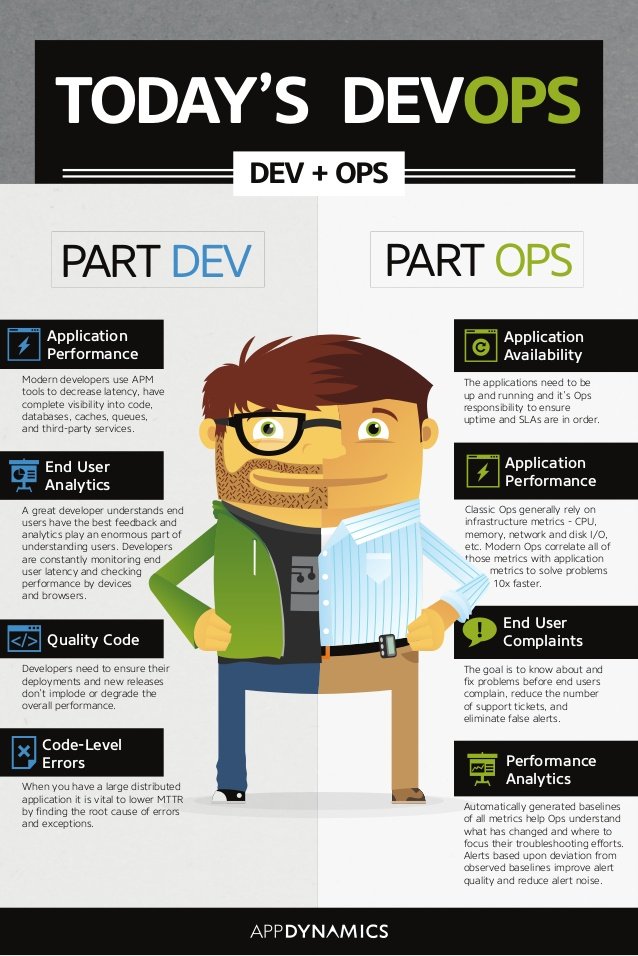 TODAY'S DEVOPS
DEV + OPS
PART DEV
Application
Performance
Modern developers use APM
tools to decrease latency, have
complete visibility into code,
databases, caches, queues,
and third-party services.
End User
Analytics
A great developer understands end
users have the best feedback and
analytics play an enormous part of
understanding users. Developers
are constantly monitoring end
user latency and checking
performance by devices
and browsers.
</>
Quality Code
Developers need to ensure their
deployments and new releases
don't implode or degrade the
overall performance.
Code-Level
Errors
When you have a large distributed
application it is vital to lower MTTR
by finding the root cause of errors
and exceptions.
PART OPS
C
Application
Availability
The applications need to be
up and running and it's Ops
responsibility to ensure
uptime and SLAs are in order.
Application
Performance
Classic Ops generally rely on
infrastructure metrics - CPU,
memory, network and disk I/O,
etc. Modern Ops correlate all of
those metrics with application
metrics to solve problems
10x faster.
!
End User
Complaints
The goal is to know about and
fix problems before end users
complain, reduce the number
of support tickets, and
eliminate false alerts.
Performance
Analytics
Automatically generated baselines
of all metrics help Ops understand
what has changed and where to
focus their troubleshooting efforts.
Alerts based upon deviation from
observed baselines improve alert
quality and reduce alert noise.
APPDYNAMICS